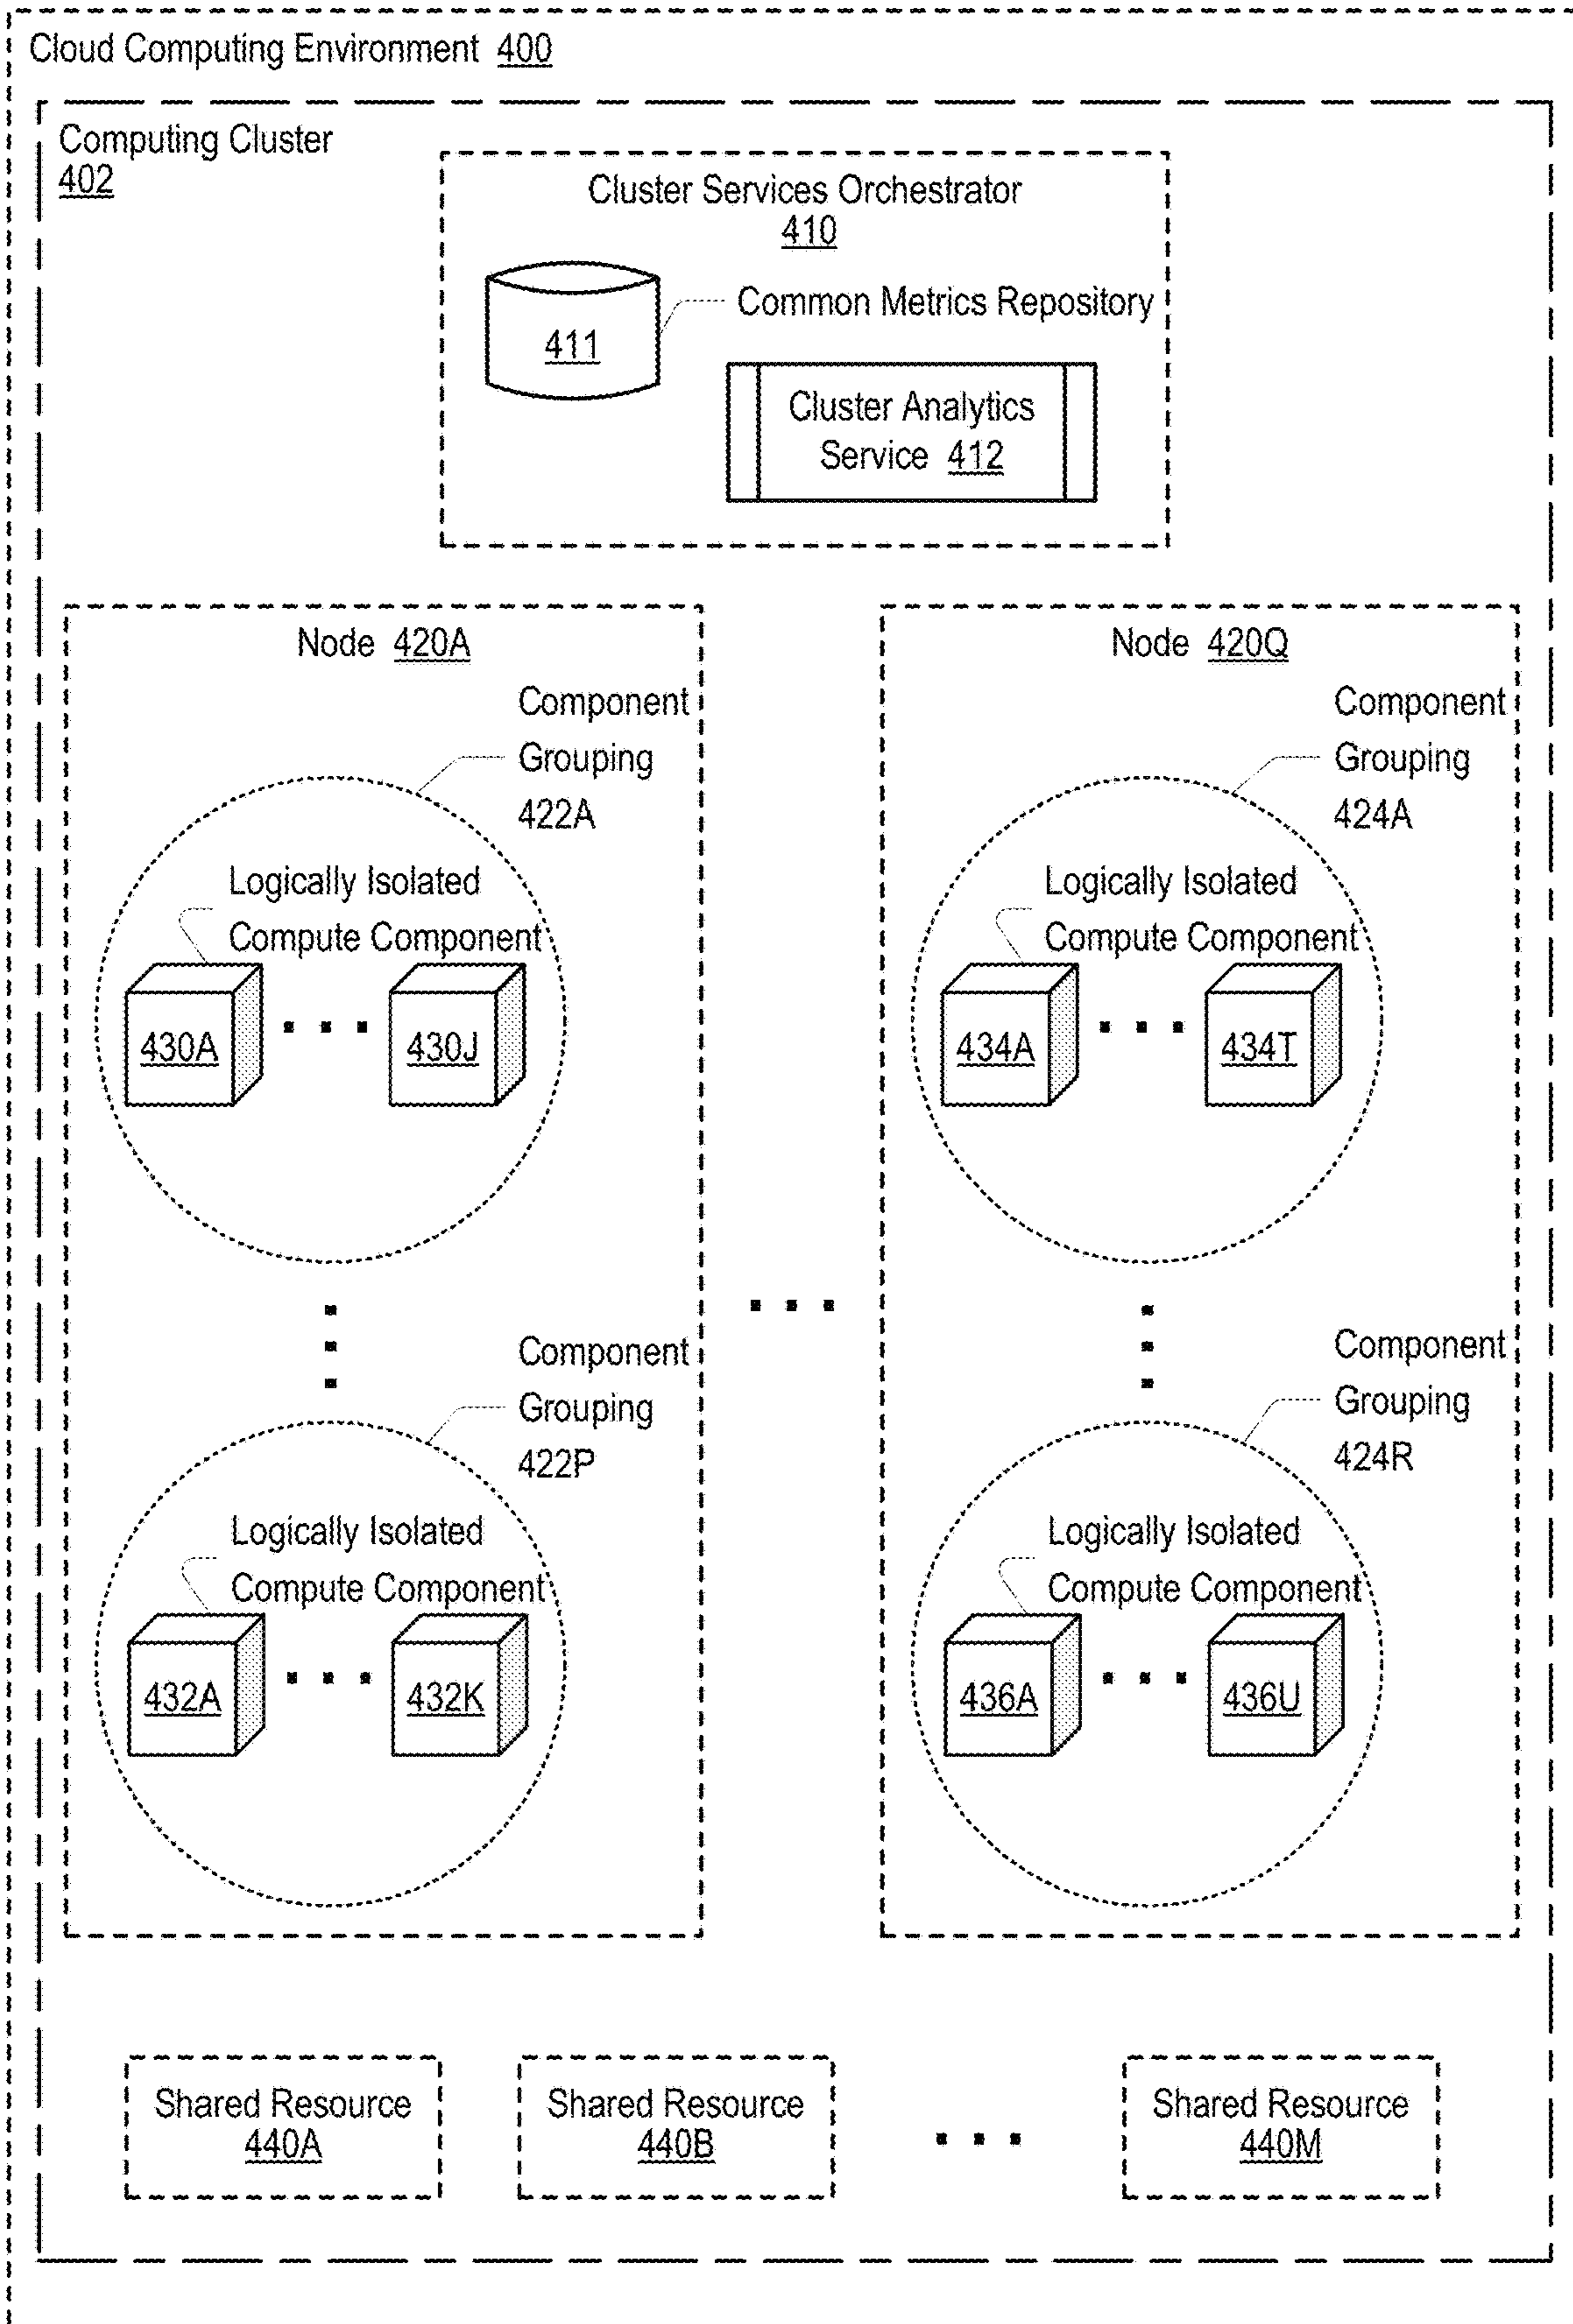 Cloud Computing Environment 400
Computing Cluster
402
Cluster Services Orchestrator
410
411
Common Metrics Repository
Cluster Analytics
Service 412
Node 420A
Component
Grouping
422A
Logically Isolated
Compute Component
430A
430J
Component
Grouping
422P
Logically Isolated
Compute Component
432A
432K
Node 420Q
Component
Grouping
424A
Logically Isolated
Compute Component
434A
434T
Component
Grouping
424R
Logically Isolated
Compute Component
436A
436U
Shared Resource
440A
Shared Resource
440B
Shared Resource
440M